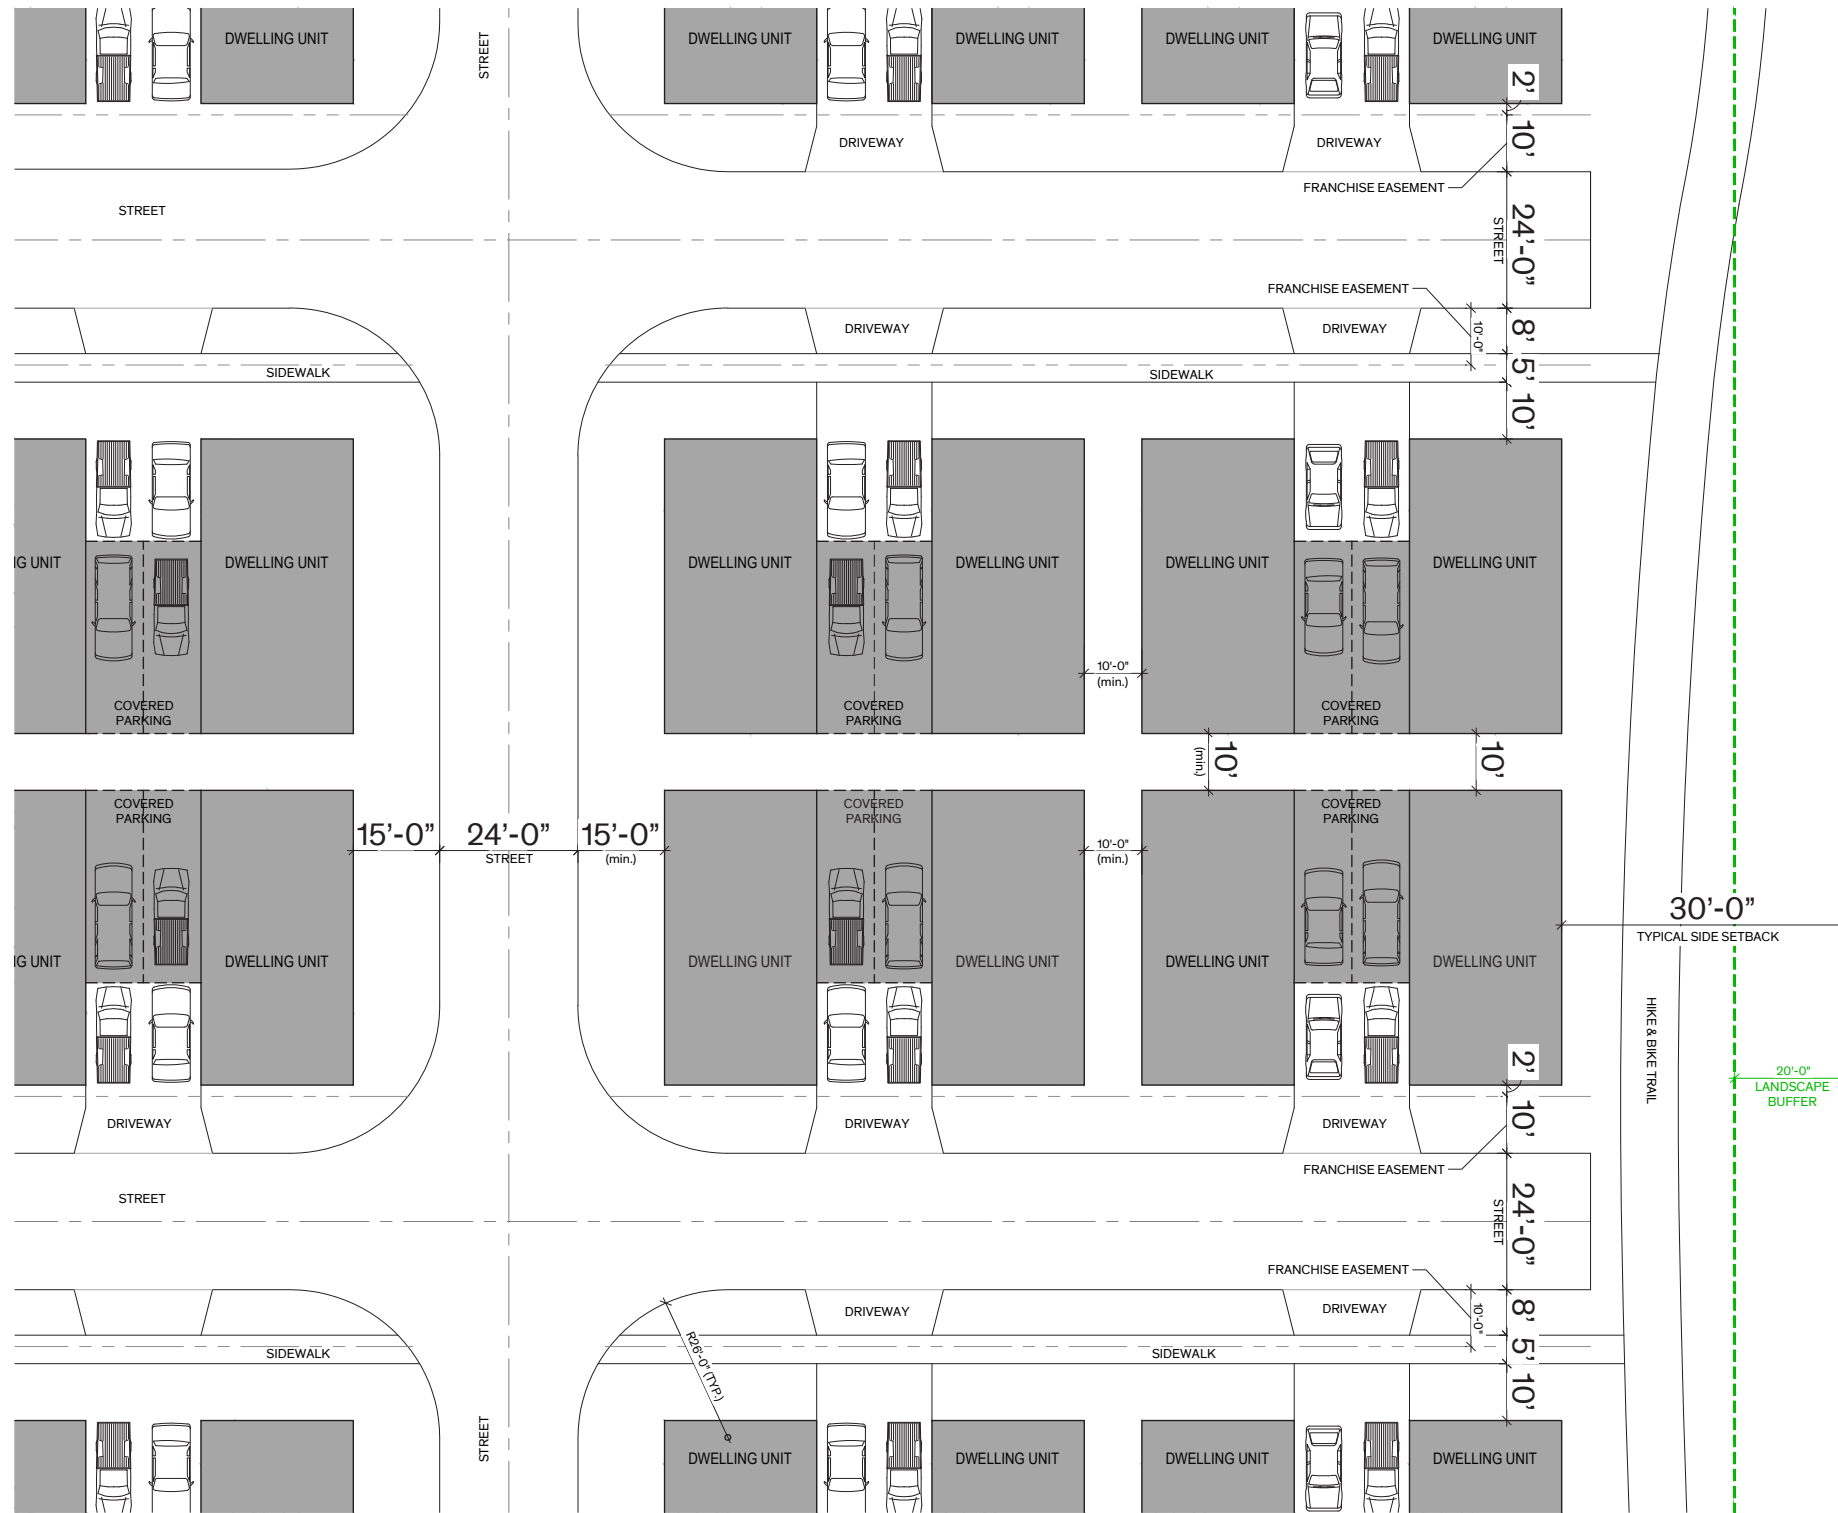 DWELLING UNIT
STREET
DWELLING UNIT
DWELLING UNIT
DWELLING UNIT
DWELLING UNIT
2'
10'
DRIVEWAY
DRIVEWAY
FRANCHISE EASEMENT
STREET
24'-0"
STREET
FRANCHISE EASEMENT
DRIVEWAY
DRIVEWAY
10'-0"
8'
5'
SIDEWALK
SIDEWALK
10'
NG UNIT
DWELLING UNIT
DWELLING UNIT
DWELLING UNIT
DWELLING UNIT
DWELLING UNIT
10'-0"
(min.)
COVERED
PARKING
COVERED
PARKING
COVERED
PARKING
10'
(min.)
10'
COVERED
PARKING
COVERED
PARKING
COVERED
PARKING
15'-0"
24'-0"
STREET
15'-0"
(min.)
10'-0"
(min.)
30'-0"
TYPICAL SIDE SETBACK
NG UNIT
DWELLING UNIT
DWELLING UNIT
DWELLING UNIT
DWELLING UNIT
DWELLING UNIT
HIKE & BIKE TRAIL
2'
20'-0"
LANDSCAPE
BUFFER
10'
DRIVEWAY
DRIVEWAY
DRIVEWAY
FRANCHISE EASEMENT
STREET
24'-0"
STREET
FRANCHISE EASEMENT
DRIVEWAY
DRIVEWAY
10'-0"
8'
5'
R26'-0" (TYP.)
SIDEWALK
SIDEWALK
10'
STREET
DWELLING UNIT
DWELLING UNIT
DWELLING UNIT
DWELLING UNIT